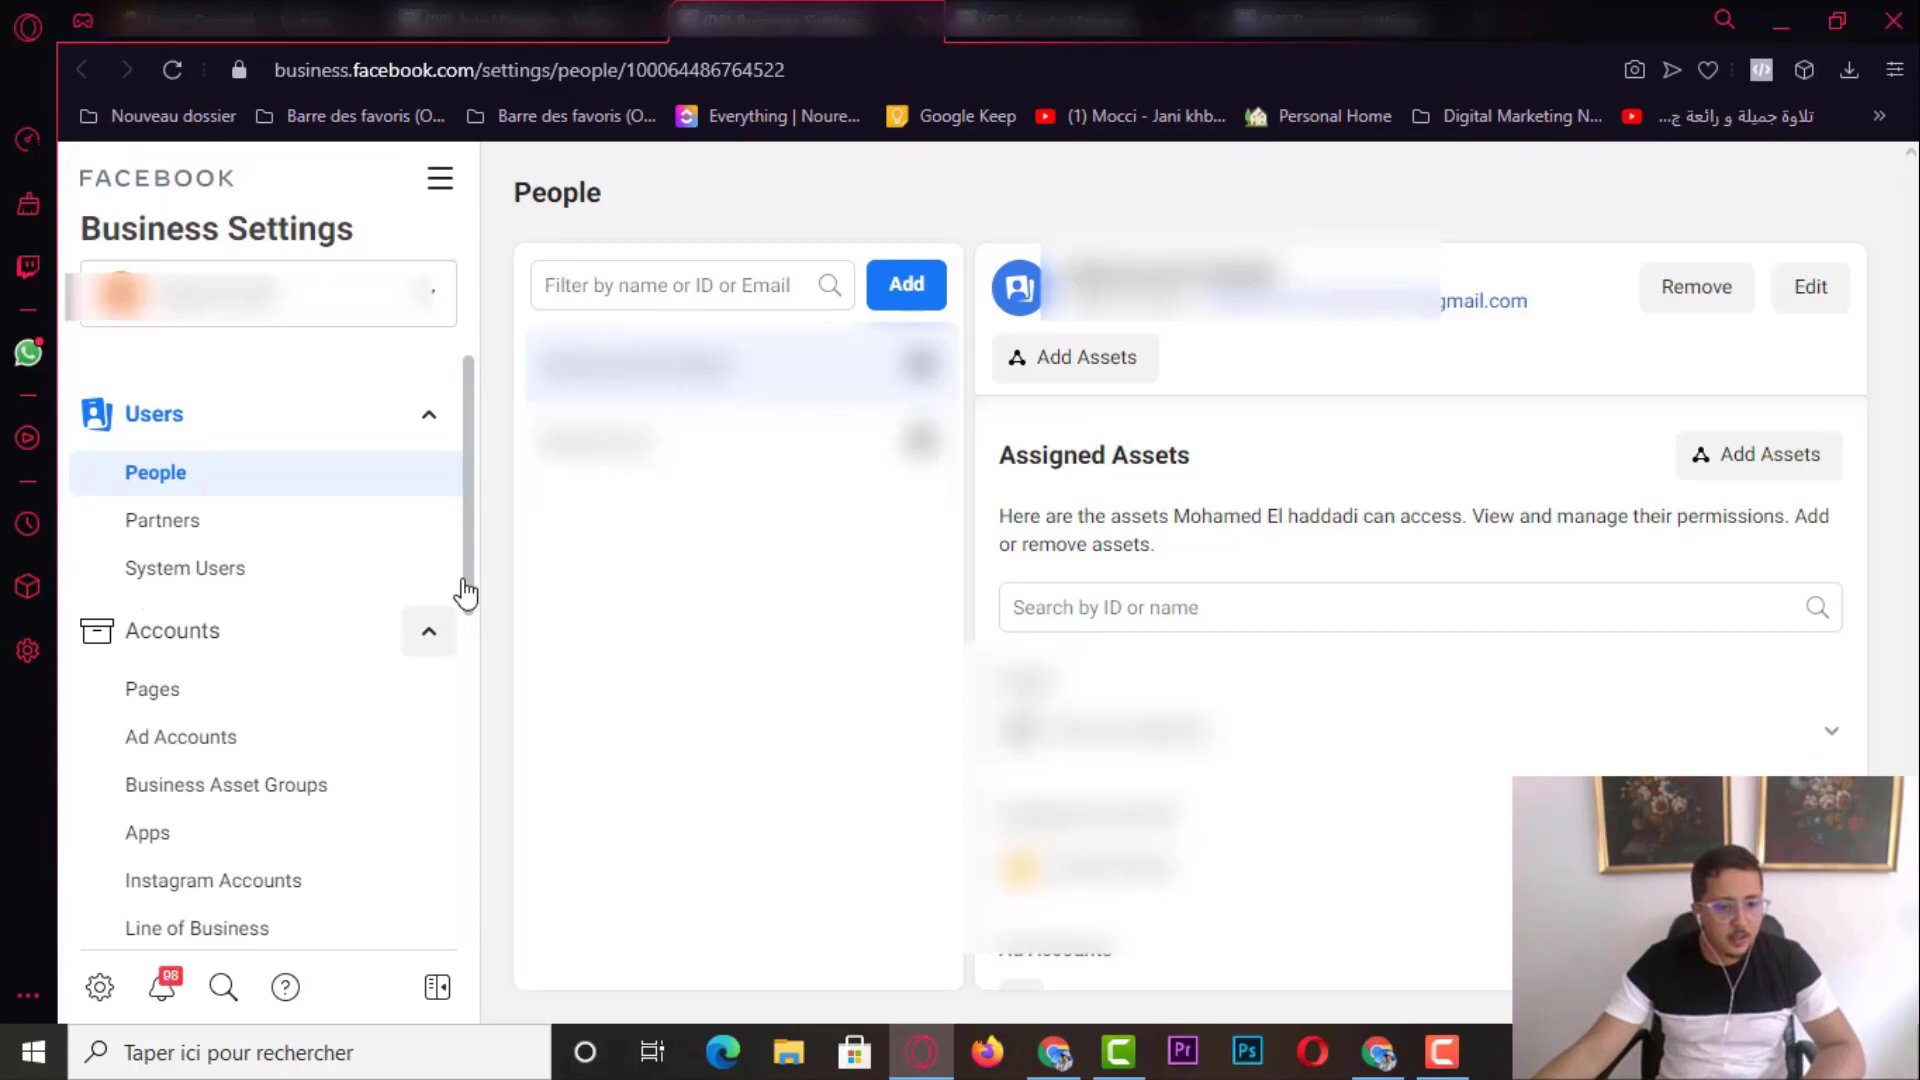 business.facebook.com/settings/people/100064486764522
Nouveau dossier
Barre des favoris (O...
Barre des favoris (O...
Everything | Noure...
Google Keep
(1) Mocci - Jani khb...
Personal Home
Digital Marketing N...
تلاوة جميلة و رائعة ج...
»
FACEBOOK
Business Settings
Users
People
Partners
System Users
Accounts
Pages
Ad Accounts
Business Asset Groups
Apps
Instagram Accounts
Line of Business
98
People
Filter by name or ID or Email
Add
gmail.com
Remove
Edit
Add Assets
Assigned Assets
Add Assets
Here are the assets Mohamed El haddadi can access. View and manage their permissions. Add
or remove assets.
Search by ID or name
Taper ici pour rechercher
Pr
Ps